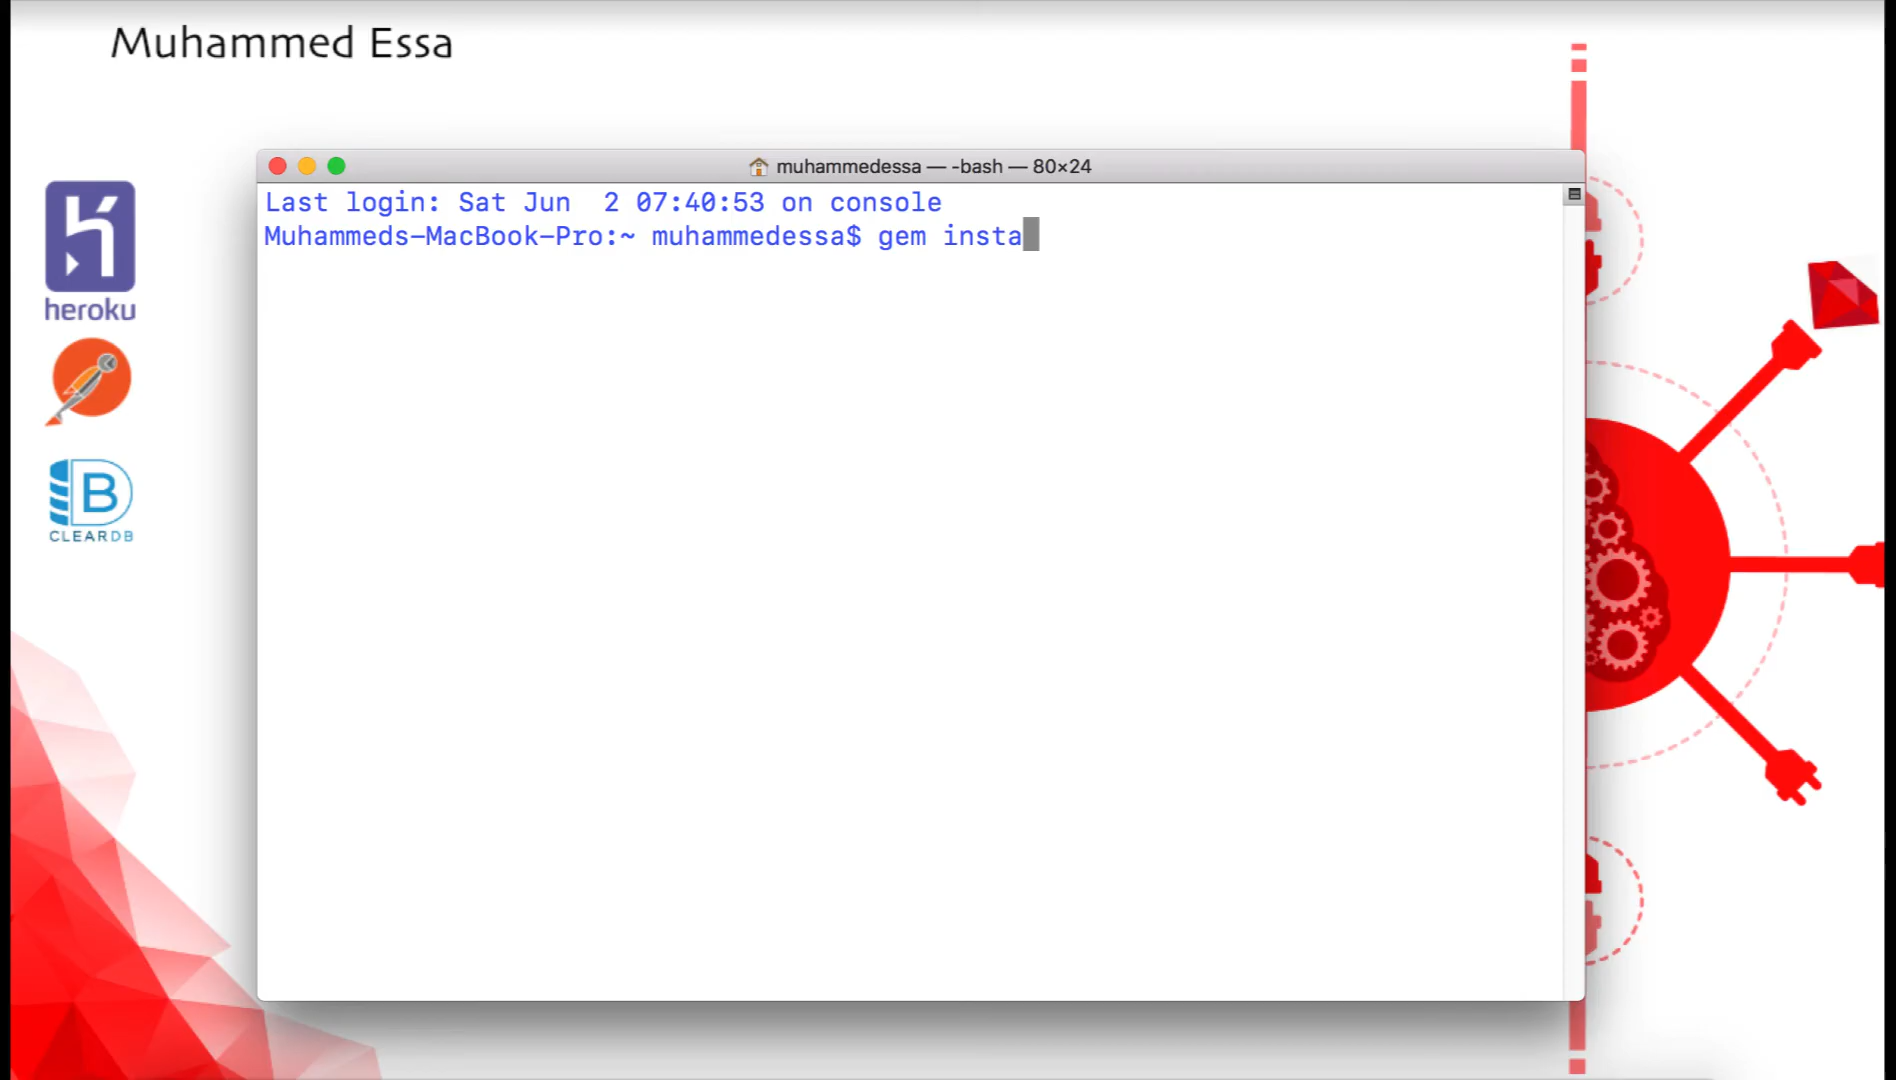 Muhammed Essa
muhammedessa — -bash — 80×24
Last login: Sat Jun  2 07:40:53 on console
Muhammeds-MacBook-Pro:~ muhammedessa$ gem insta
heroku
B
CLEARDB